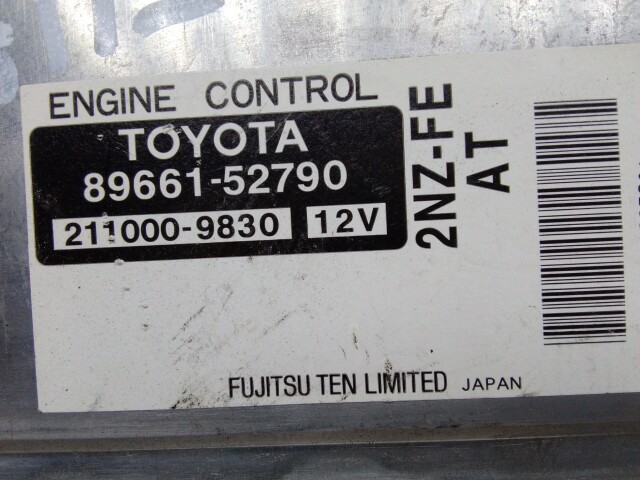 ENGINE CONTROL
TOYOTA
89661-52790
211000-9830 12V
2NZ-FE
AT
FUJITSU TEN LIMITED JAPAN